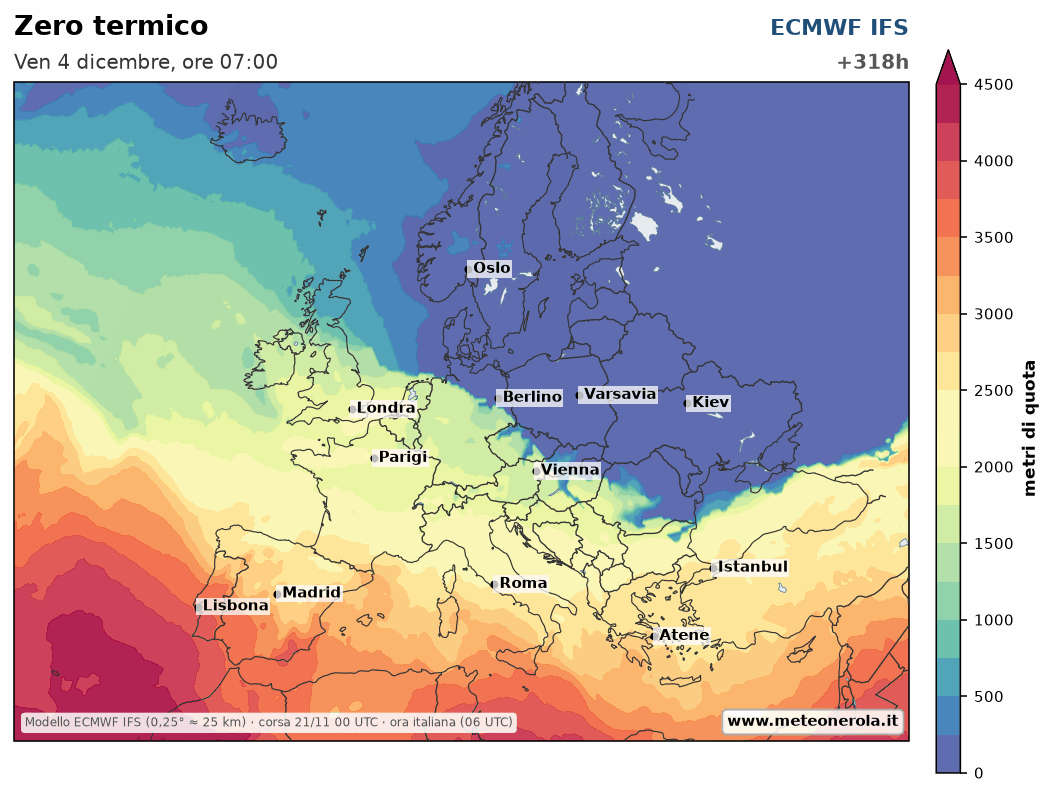 Zero termico
ECMWF IFS
Ven 4 dicembre, ore 07:00
+318h
4500
4000
3500
3000
2500
2000
1500
1000
500
0
metri di quota
Oslo
Berlino
Varsavia
Kiev
Londra
Parigi
Vienna
Istanbul
Roma
Madrid
Lisbona
Atene
Modello ECMWF IFS (0,25° ≈ 25 km) · corsa 21/11 00 UTC · ora italiana (06 UTC)
www.meteonerola.it